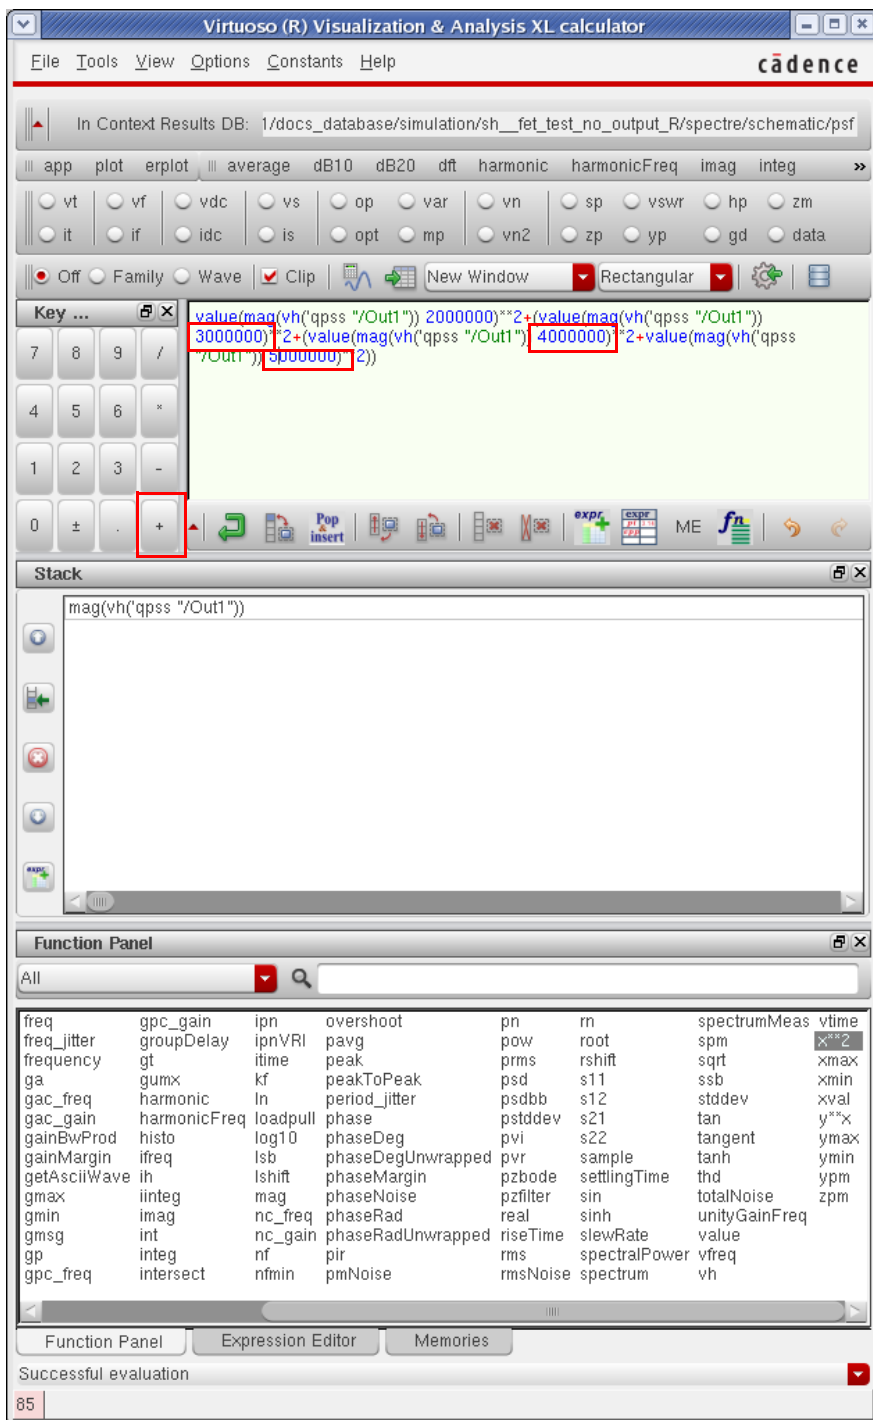 Virtuoso (R) Visualization & Analysis XL calculator
File Tools View Options Constants Help cādence
In Context Results DB: 1/docs_database/simulation/sh__fet_test_no_output_R/spectre/schematic/psf
app plot erplot average dB10 dB20 dft harmonic harmonicFreq imag integ »
vt vf vdc vs op var vn sp vswr hp zm
it if idc is opt mp vn2 zp yp gd data
Off Family Wave Clip New Window Rectangular
Key ...
value(mag(vh('qpss "/Out1")) 2000000)**2+(value(mag(vh('qpss "/Out1"))
3000000)**2+(value(mag(vh('qpss "/Out1")) 4000000)**2+value(mag(vh('qpss
"/Out1")) 5000000)**2))
7 8 9 /
4 5 6 *
1 2 3 -
0 ± . +
Pop & insert expr expr ME fn
Stack
mag(vh('qpss "/Out1"))
expr
Function Panel
All
freq gpc_gain ipn overshoot pn rn spectrumMeas vtime
freq_jitter groupDelay ipnVRI pavg pow root spm x**2
frequency gt itime peak prms rshift sqrt xmax
ga gumx kf peakToPeak psd s11 ssb xmin
gac_freq harmonic ln period_jitter psdbb s12 stddev xval
gac_gain harmonicFreq loadpull phase pstddev s21 tan y**x
gainBwProd histo log10 phaseDeg pvi s22 tangent ymax
gainMargin ifreq lsb phaseDegUnwrapped pvr sample tanh ymin
getAsciiWave ih lshift phaseMargin pzbode settlingTime thd ypm
gmax iinteg mag phaseNoise pzfilter sin totalNoise zpm
gmin imag nc_freq phaseRad real sinh unityGainFreq
gmsg int nc_gain phaseRadUnwrapped riseTime slewRate value
gp integ nf pir rms spectralPower vfreq
gpc_freq intersect nfmin pmNoise rmsNoise spectrum vh
Function Panel Expression Editor Memories
Successful evaluation
85